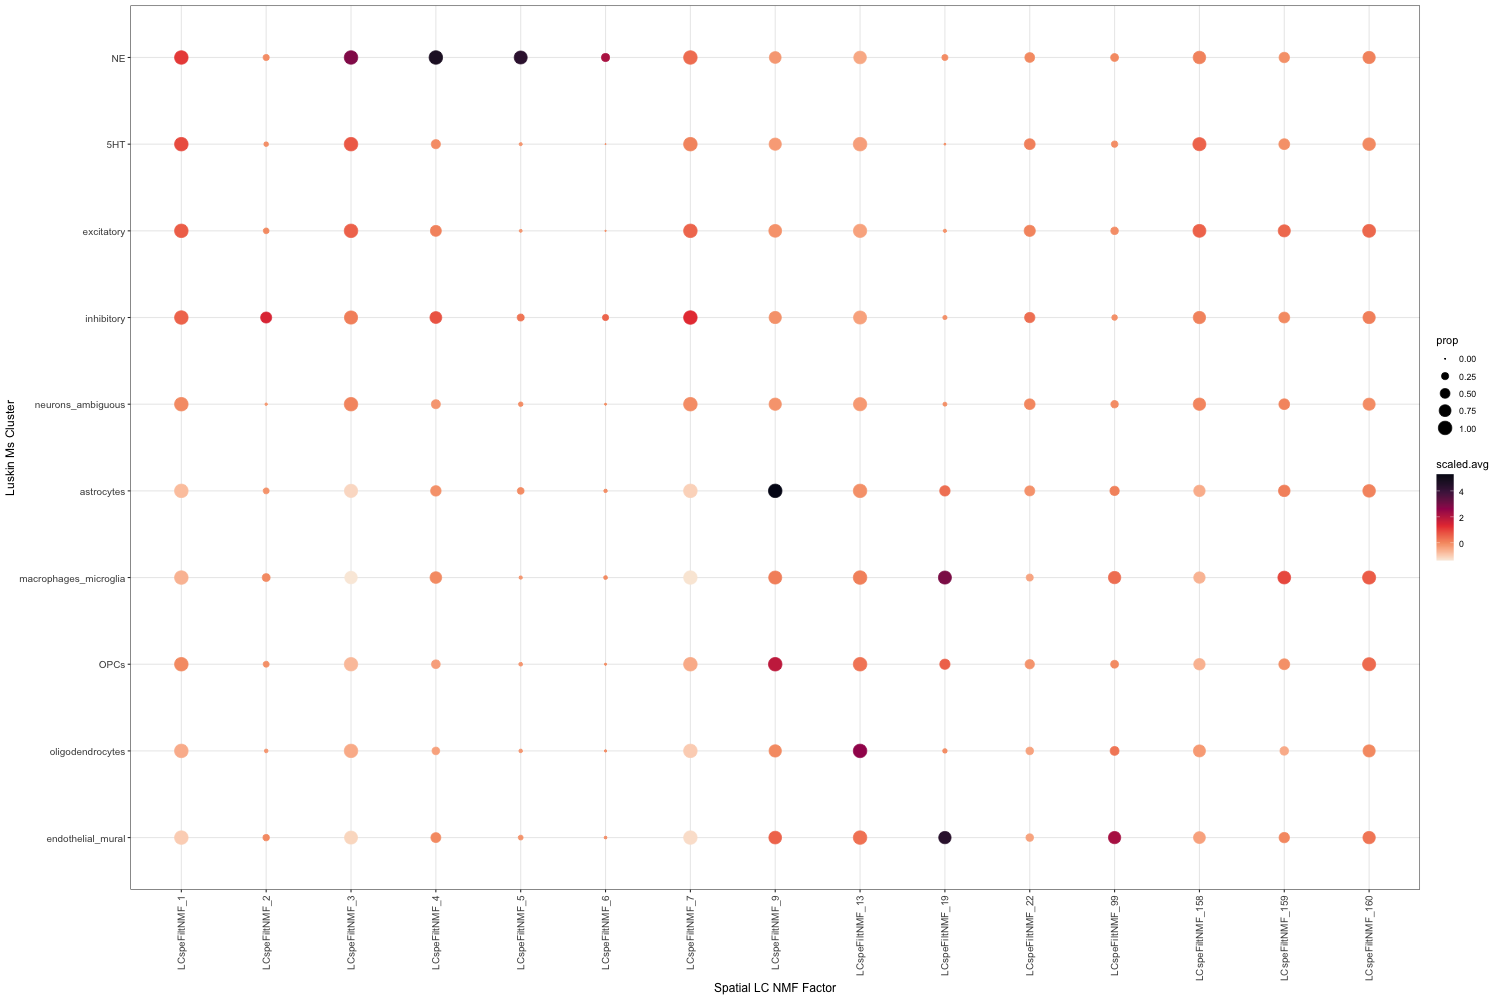 NE
5HT
excitatory
inhibitory
neurons_ambiguous
astrocytes
macrophages_microglia
OPCs
oligodendrocytes
endothelial_mural
Luskin Ms Cluster
LCspeFiltNMF_1
LCspeFiltNMF_2
LCspeFiltNMF_3
LCspeFiltNMF_4
LCspeFiltNMF_5
LCspeFiltNMF_6
LCspeFiltNMF_7
LCspeFiltNMF_9
LCspeFiltNMF_13
LCspeFiltNMF_19
LCspeFiltNMF_22
LCspeFiltNMF_99
LCspeFiltNMF_158
LCspeFiltNMF_159
LCspeFiltNMF_160
Spatial LC NMF Factor
prop
0.00
0.25
0.50
0.75
1.00
scaled.avg
4
2
0